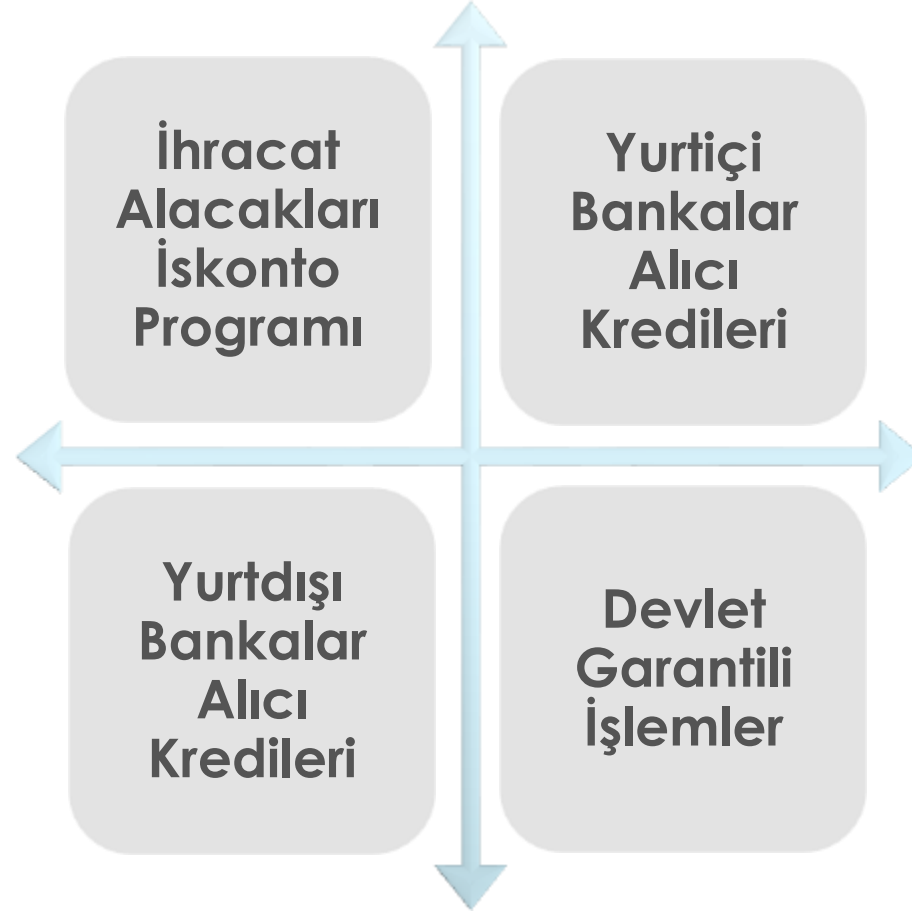 İhracat
Alacakları
İskonto
Programı
Yurtiçi
Bankalar
Alıcı
Kredileri
Yurtdışı
Bankalar
Alıcı
Kredileri
Devlet
Garantili
İşlemler